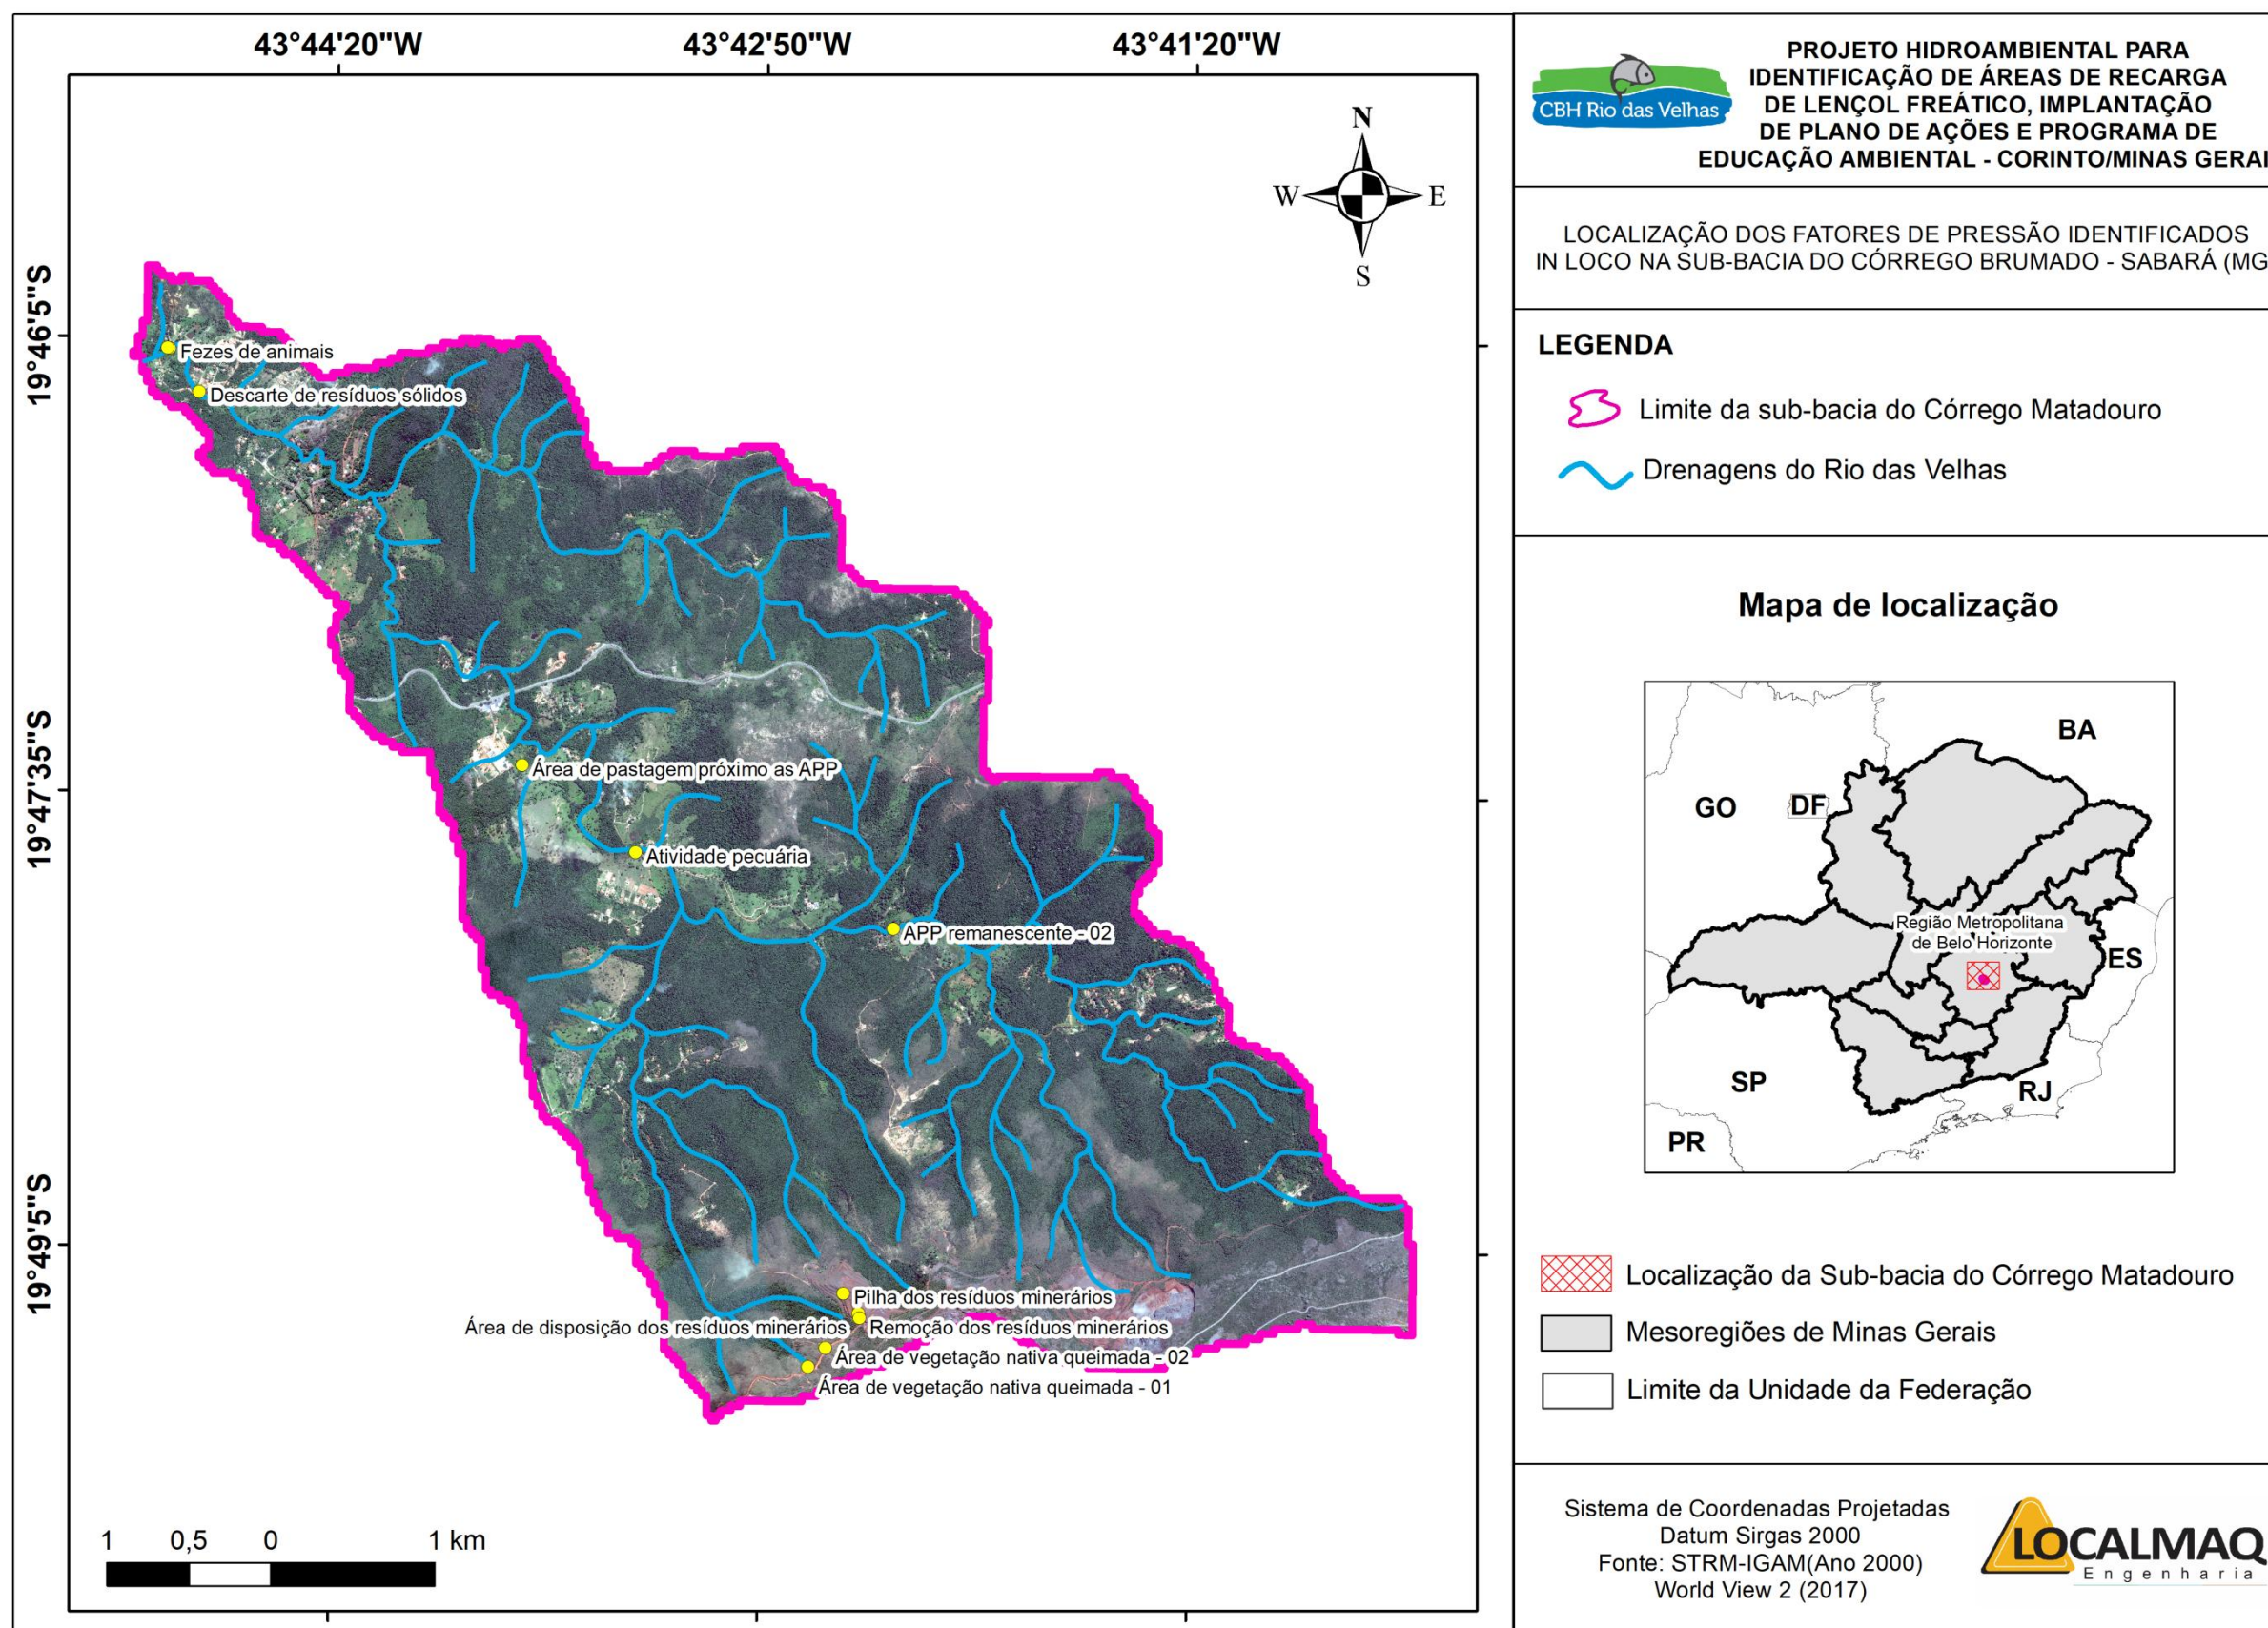 43°44'20"W
43°42'50"W
43°41'20"W
19°46'5"S
19°47'35"S
19°49'5"S
N
W
E
S
Fezes de animais
Descarte de resíduos sólidos
Área de pastagem próximo as APP
Atividade pecuária
APP remanescente - 02
Pilha dos resíduos minerários
Área de disposição dos resíduos minerários
Remoção dos resíduos minerários
Área de vegetação nativa queimada - 02
Área de vegetação nativa queimada - 01
1 0,5 0 1 km
CBH Rio das Velhas
PROJETO HIDROAMBIENTAL PARA
IDENTIFICAÇÃO DE ÁREAS DE RECARGA
DE LENÇOL FREÁTICO, IMPLANTAÇÃO
DE PLANO DE AÇÕES E PROGRAMA DE
EDUCAÇÃO AMBIENTAL - CORINTO/MINAS GERAI
LOCALIZAÇÃO DOS FATORES DE PRESSÃO IDENTIFICADOS
IN LOCO NA SUB-BACIA DO CÓRREGO BRUMADO - SABARÁ (MG
LEGENDA
Limite da sub-bacia do Córrego Matadouro
Drenagens do Rio das Velhas
Mapa de localização
BA
GO
DF
Região Metropolitana
de Belo Horizonte
ES
SP
RJ
PR
Localização da Sub-bacia do Córrego Matadouro
Mesoregiões de Minas Gerais
Limite da Unidade da Federação
Sistema de Coordenadas Projetadas
Datum Sirgas 2000
Fonte: STRM-IGAM(Ano 2000)
World View 2 (2017)
LOCALMAQ
Engenharia